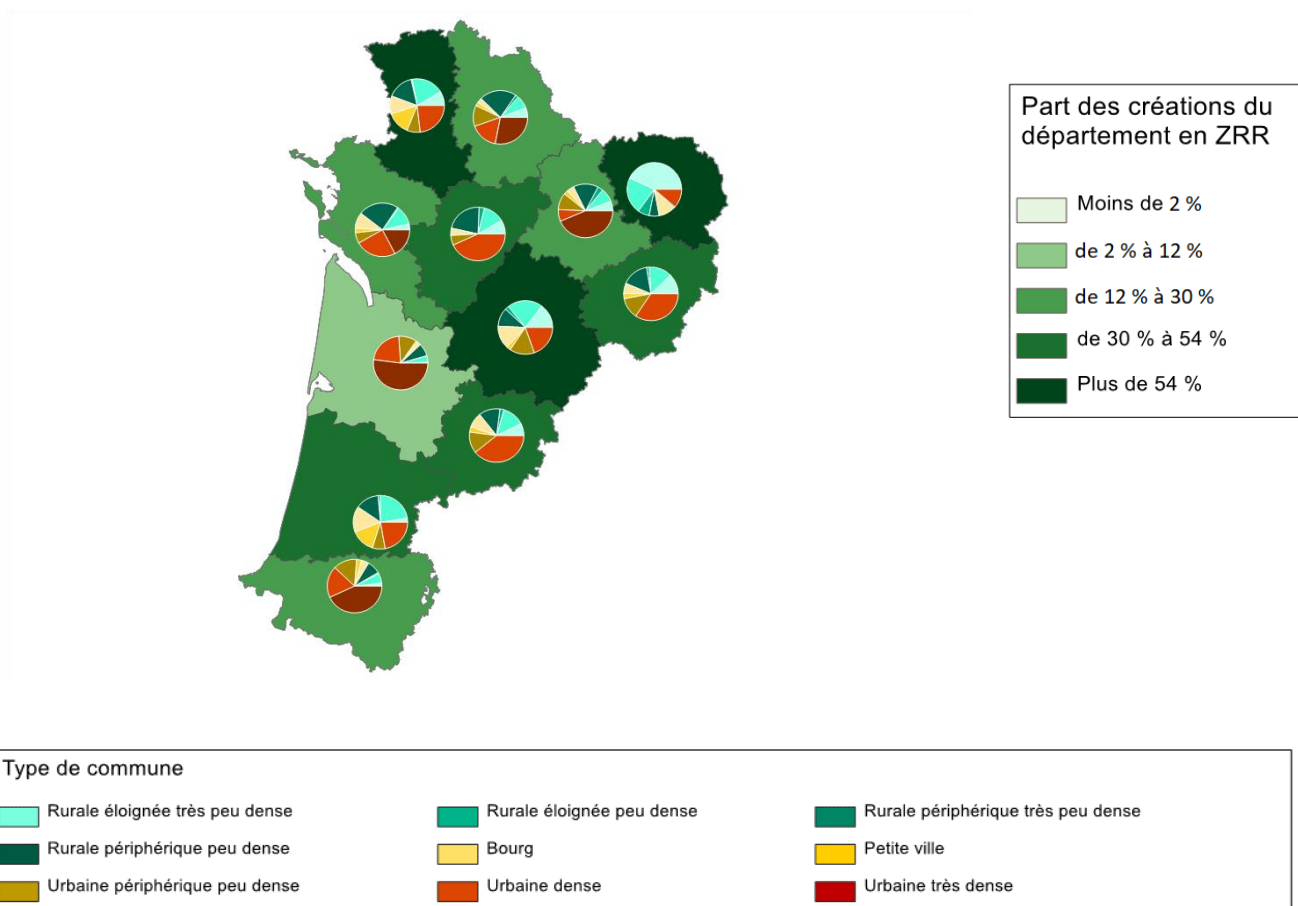 Part des créations du
département en ZRR
Moins de 2 %
de 2 % à 12 %
de 12 % à 30 %
de 30 % à 54 %
Plus de 54 %
Type de commune
Rurale éloignée très peu dense
Rurale éloignée peu dense
Rurale périphérique très peu dense
Rurale périphérique peu dense
Bourg
Petite ville
Urbaine périphérique peu dense
Urbaine dense
Urbaine très dense